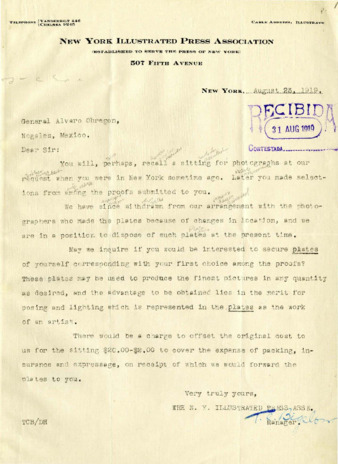 TELEPHONE VANDERBILT 446
CHELSEA 9265
CABLE ADDRESS, ILLUSTRATE
NEW YORK ILLUSTRATED PRESS ASSOCIATION
(ESTABLISHED TO SERVE THE PRESS OF NEW YORK)
507 FIFTH AVENUE
NEW YORK, August 23, 1919.
RECIBIDA
31 AUG 1919
CONTESTADA
General Alvaro Obregon,
Nogales, Mexico.
Dear Sir:
You will, perhaps, recall a sitting for photographs at our
request when you were in New York sometime ago. Later you made select-
ions from among the proofs submitted to you.
We have since withdrawn from our arrangement with the photo-
graphers who made the plates because of changes in location, and we
are in a position to dispose of such plates at the present time.
May we inquire if you would be interested to secure plates
of yourself corresponding with your first choice among the proofs?
These plates may be used to produce the finest pictures in any quantity
as desired, and the advantage to be obtained lies in the merit for
posing and lighting which is represented in the plates as the work
of an artist.
There would be a charge to offset the original cost to
us for the sitting $20.00-$2.00 to cover the expense of packing, in-
surance and expressage, on receipt of which we would forward the
plates to you.
Very truly yours,
THE N. Y. ILLUSTRATED PRESS ASSN.
Manager.
TCB/DM